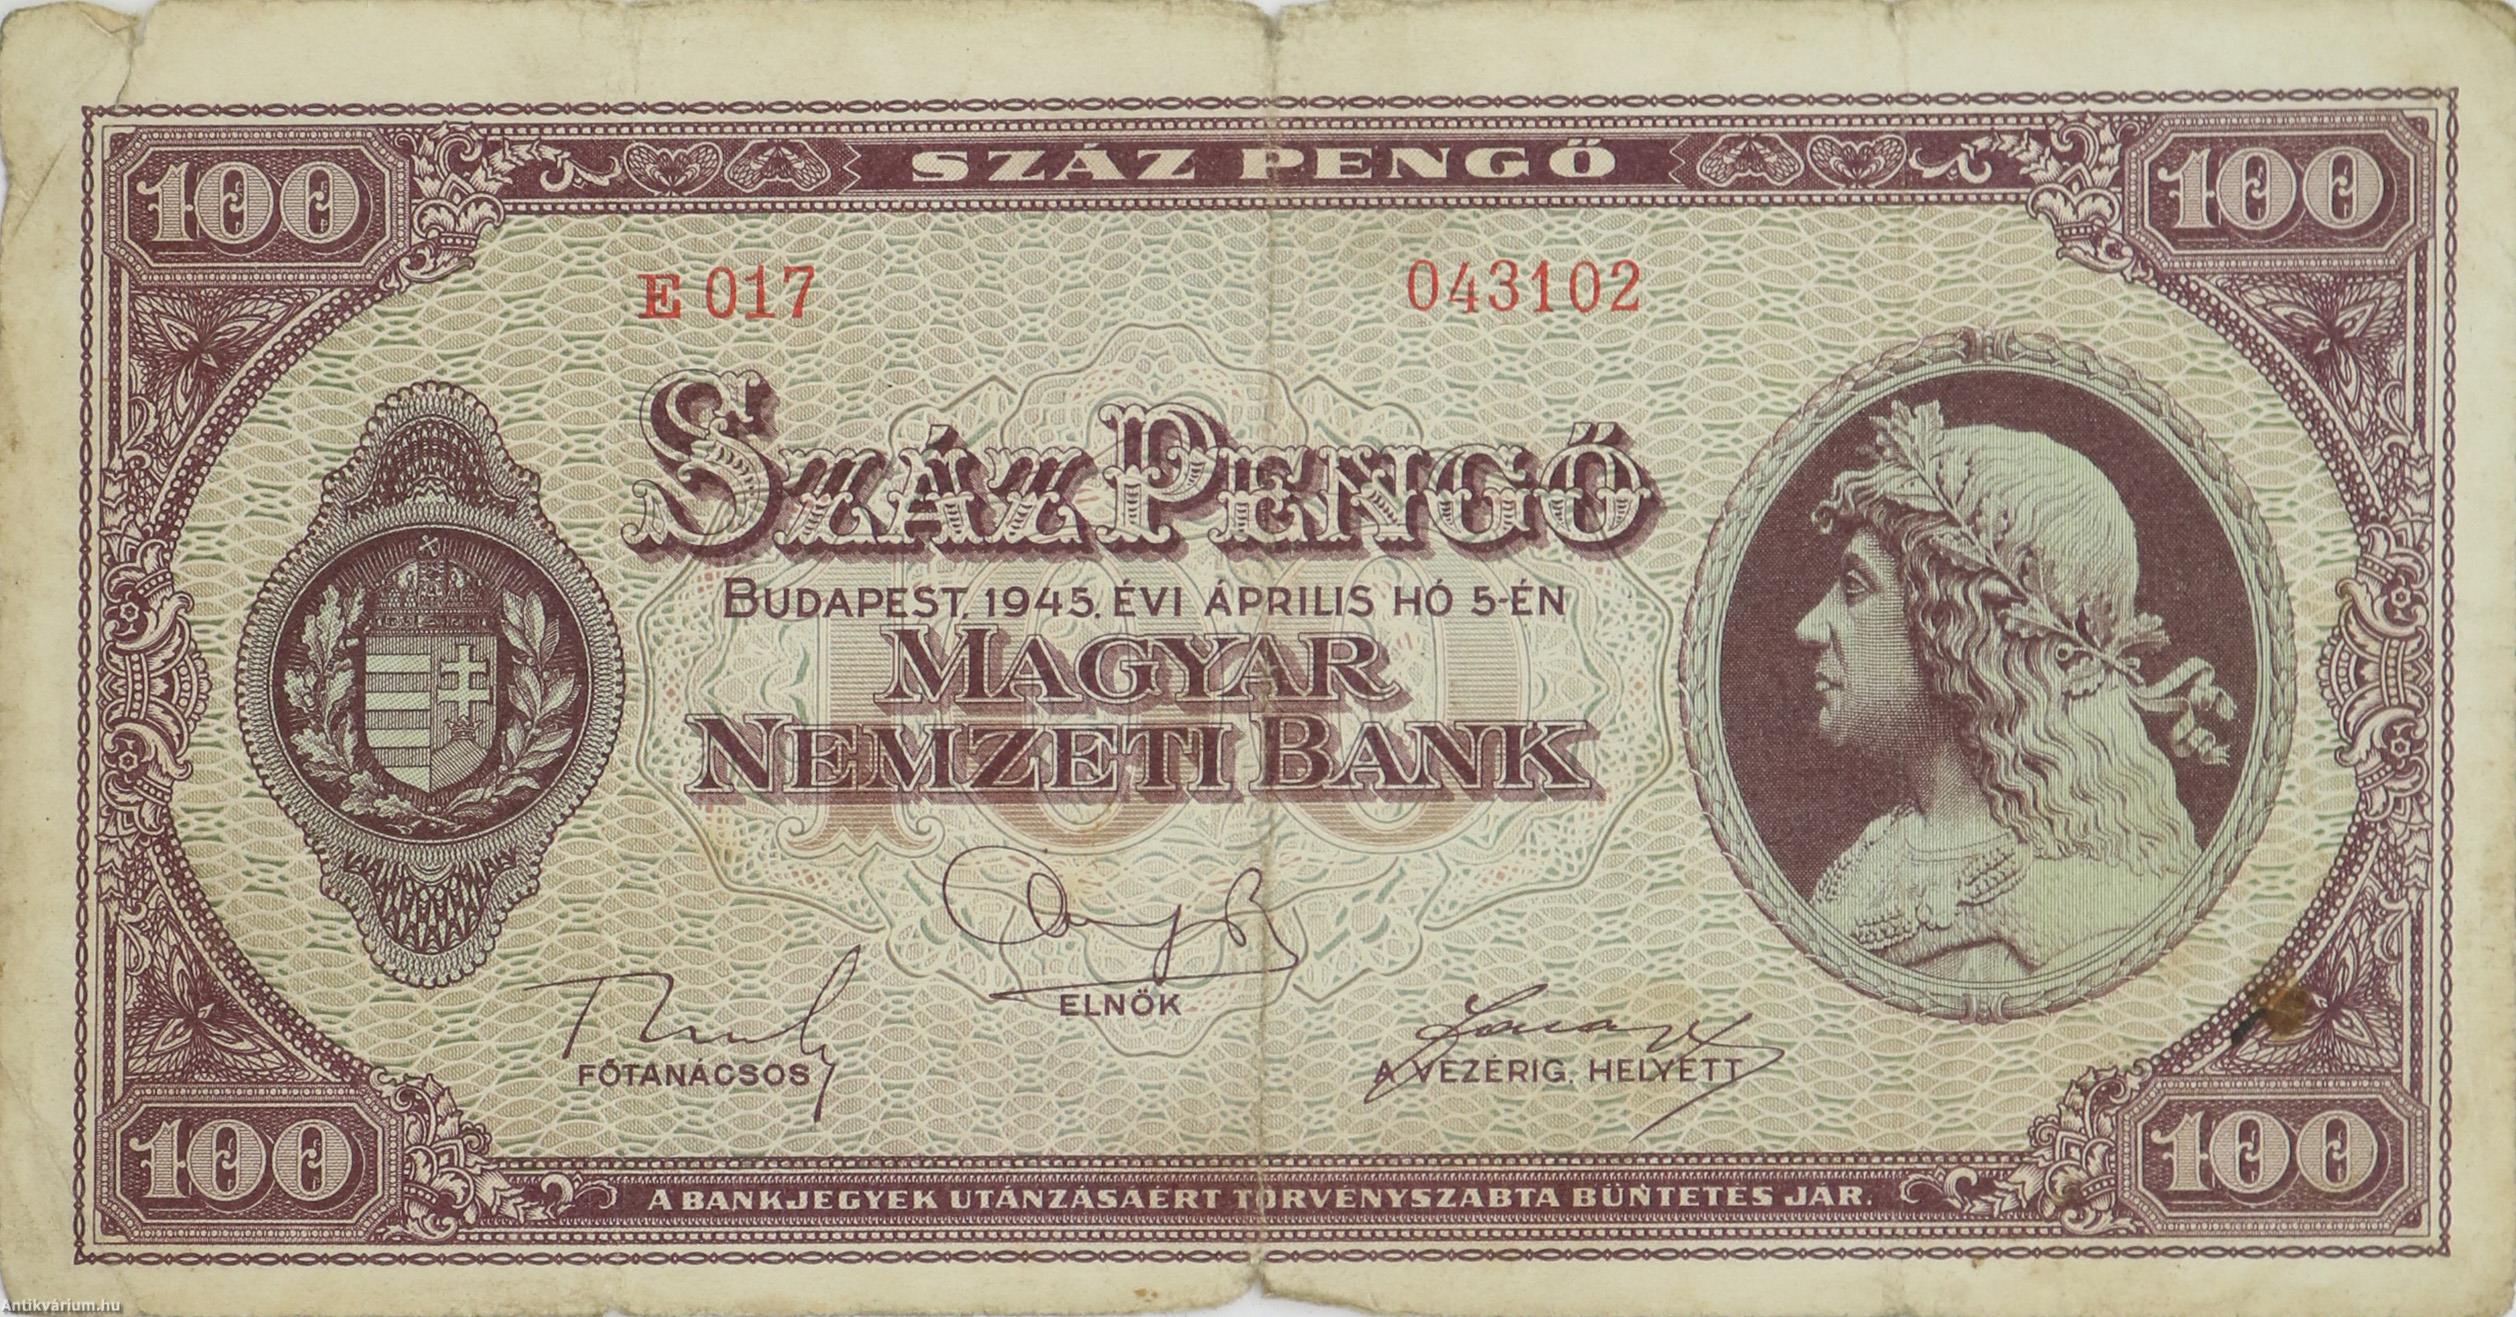 100 SZÁZ PENGŐ 100
E 017 043102
SZÁZ PENGŐ
BUDAPEST, 1945. ÉVI ÁPRILIS HÓ 5-ÉN
MAGYAR
NEMZETI BANK
100
ELNÖK
FŐTANÁCSOS
A VEZÉRIG. HELYETT
100 A BANKJEGYEK UTÁNZÁSÁÉRT TÖRVÉNYSZABTA BÜNTETÉS JÁR. 100
Antikvárium.hu